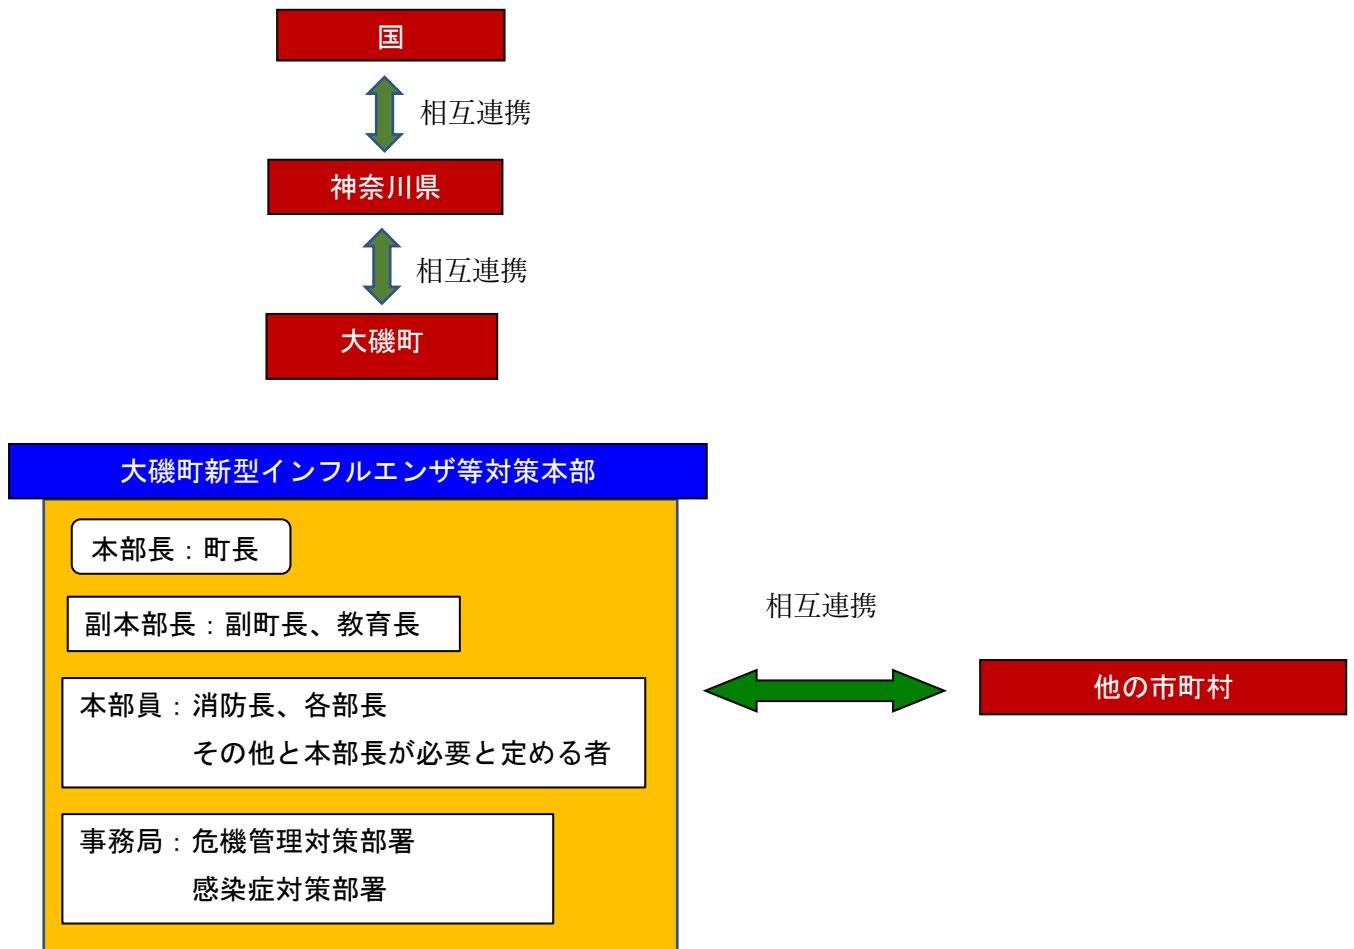 国
相互連携
神奈川県
相互連携
大磯町
大磯町新型インフルエンザ等対策本部
本部長：町長
副本部長：副町長、教育長
本部員：消防長、各部長
その他と本部長が必要と定める者
事務局：危機管理対策部署
感染症対策部署
相互連携
他の市町村